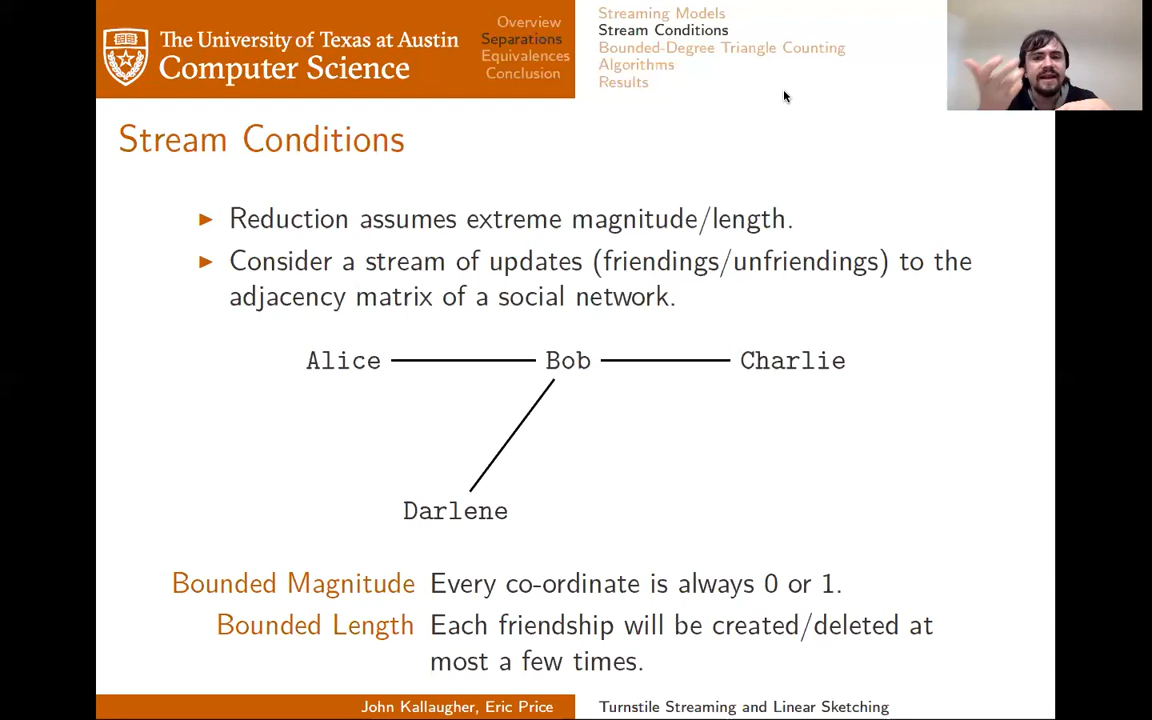 The University of Texas at Austin
Computer Science
Overview
Separations
Equivalences
Conclusion
Streaming Models
Stream Conditions
Bounded-Degree Triangle Counting
Algorithms
Results
Stream Conditions
▶ Reduction assumes extreme magnitude/length.
▶ Consider a stream of updates (friendings/unfriendings) to the
adjacency matrix of a social network.
Alice Bob Charlie
Darlene
Bounded Magnitude Every co-ordinate is always 0 or 1.
Bounded Length Each friendship will be created/deleted at
most a few times.
John Kallaugher, Eric Price Turnstile Streaming and Linear Sketching